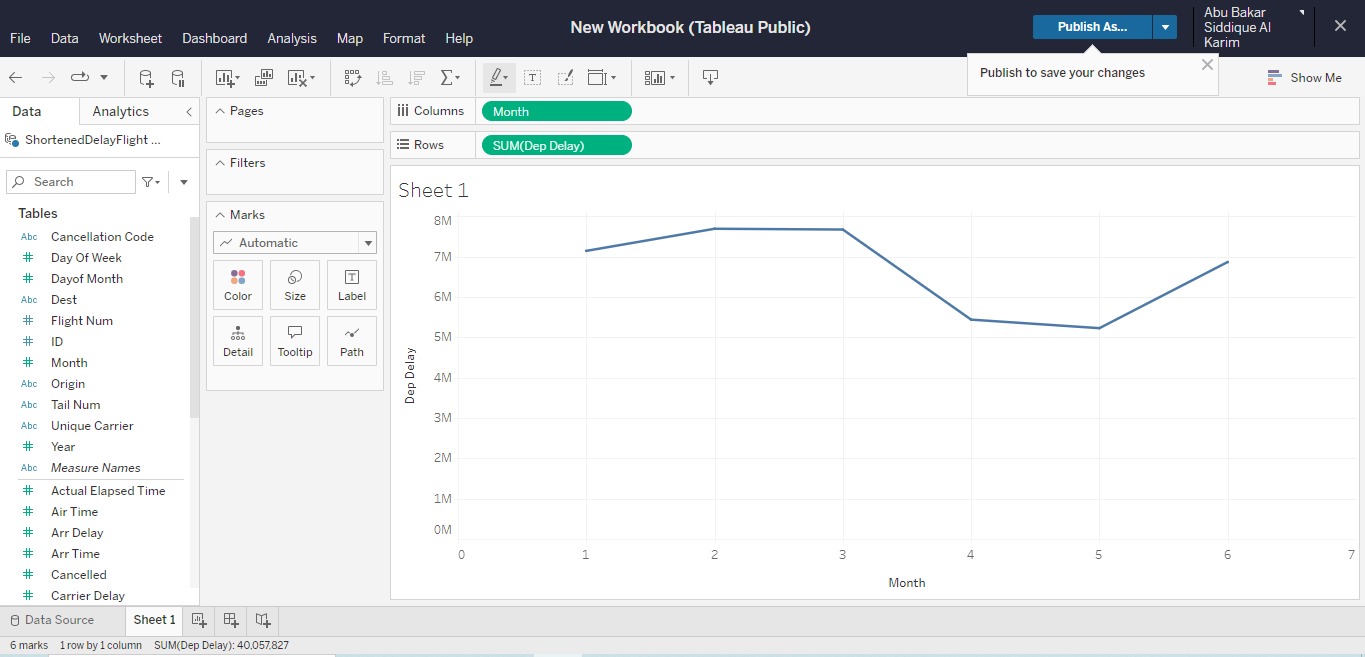 New Workbook (Tableau Public)
Publish As...
Abu Bakar
Siddique Al
Karim
File Data Worksheet Dashboard Analysis Map Format Help
Publish to save your changes
Show Me
Data Analytics
ShortenedDelayFlight ...
Search
Tables
Abc Cancellation Code
# Day Of Week
# Dayof Month
Abc Dest
# Flight Num
# ID
# Month
Abc Origin
Abc Tail Num
Abc Unique Carrier
# Year
Abc Measure Names
# Actual Elapsed Time
# Air Time
# Arr Delay
# Arr Time
# Cancelled
# Carrier Delay
Pages
Filters
Marks
Automatic
Color Size Label
Detail Tooltip Path
Columns Month
Rows SUM(Dep Delay)
Sheet 1
8M
7M
6M
5M
4M
3M
2M
1M
0M
Dep Delay
0 1 2 3 4 5 6 7
Month
Data Source Sheet 1
6 marks 1 row by 1 column SUM(Dep Delay): 40,057,827